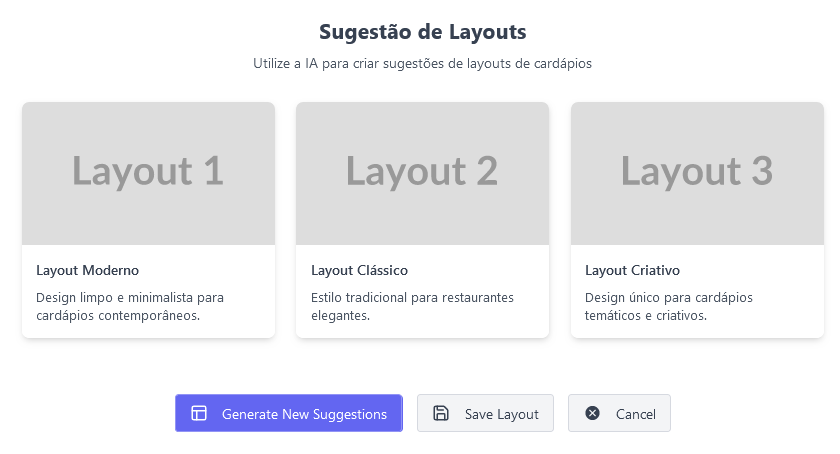 Sugestão de Layouts
Utilize a IA para criar sugestões de layouts de cardápios
Layout 1
Layout 2
Layout 3
Layout Moderno
Design limpo e minimalista para
cardápios contemporâneos.
Layout Clássico
Estilo tradicional para restaurantes
elegantes.
Layout Criativo
Design único para cardápios
temáticos e criativos.
Generate New Suggestions
Save Layout
Cancel